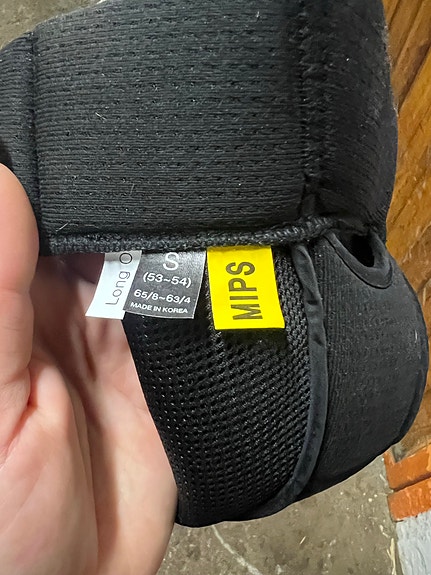 Long O
S
(53~54)
65/8~63/4
MADE IN KOREA
MIPS